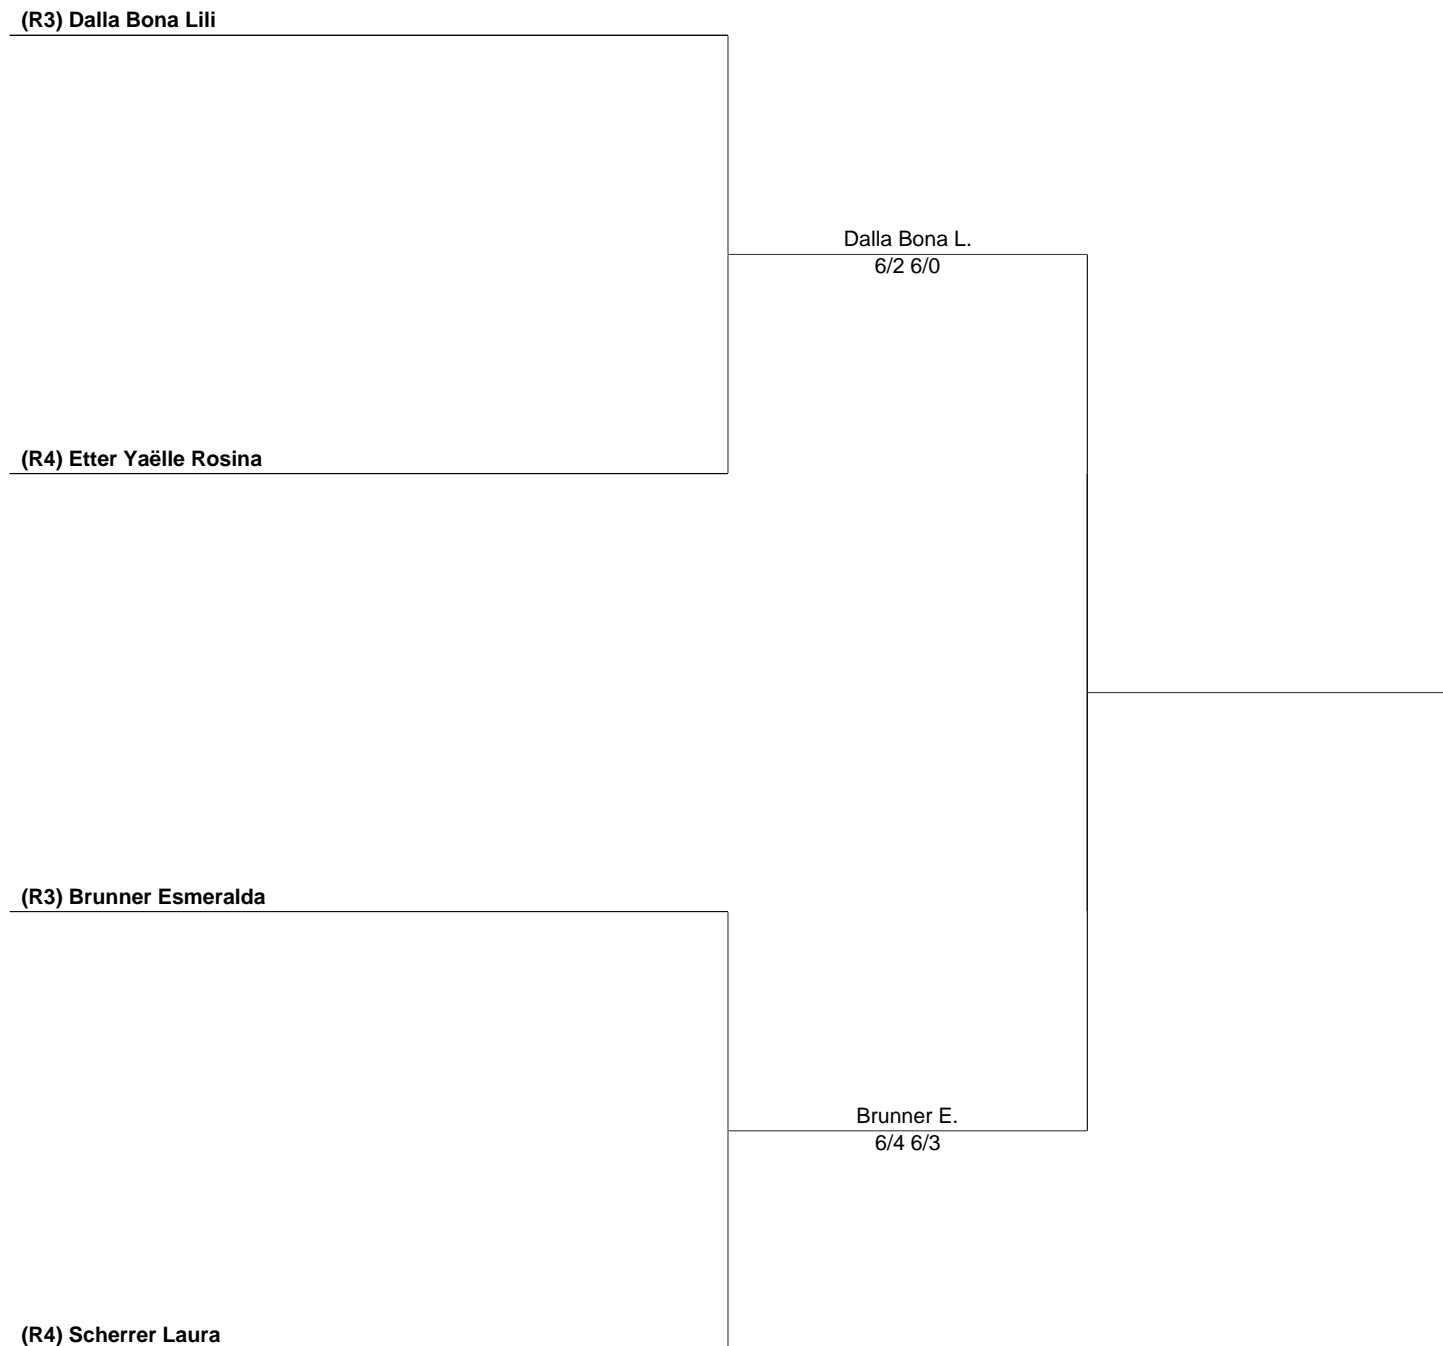 (R3) Dalla Bona Lili
Dalla Bona L.
6/2 6/0
(R4) Etter Yaëlle Rosina
(R3) Brunner Esmeralda
Brunner E.
6/4 6/3
(R4) Scherrer Laura